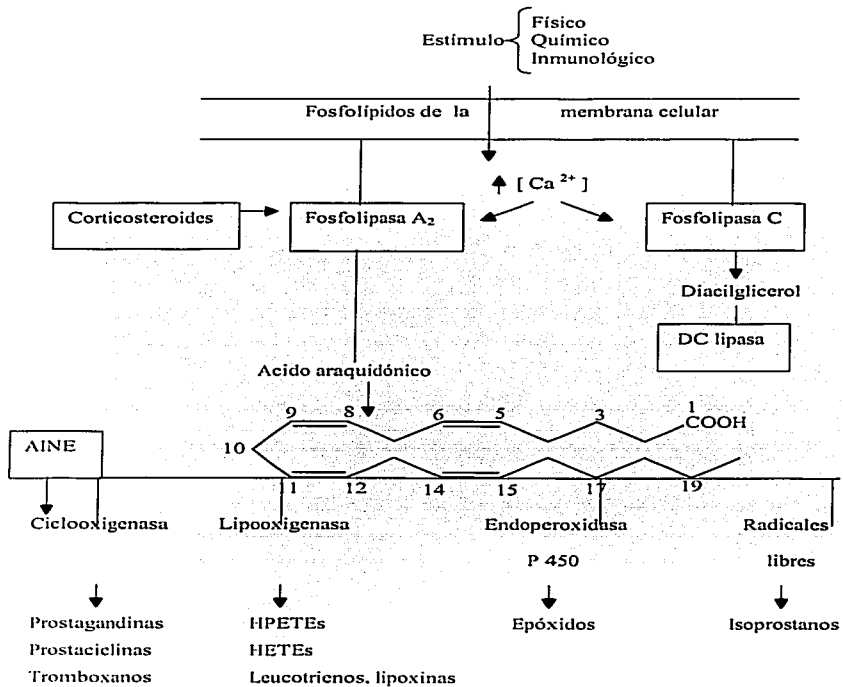 Físico
Estímulo Químico
Inmunológico
Fosfolípidos de la membrana celular
[ Ca 2+ ]
Corticosteroides Fosfolipasa A2 Fosfolipasa C
Diacilglicerol
DC lipasa
Acido araquidónico
9 8 6 5 3 1
COOH
AINE 10
11 12 14 15 17 19
Ciclooxigenasa Lipooxigenasa Endoperoxidasa Radicales
P 450 libres
Prostagandinas HPETEs Epóxidos Isoprostanos
Prostaciclinas HETEs
Tromboxanos Leucotrienos, lipoxinas